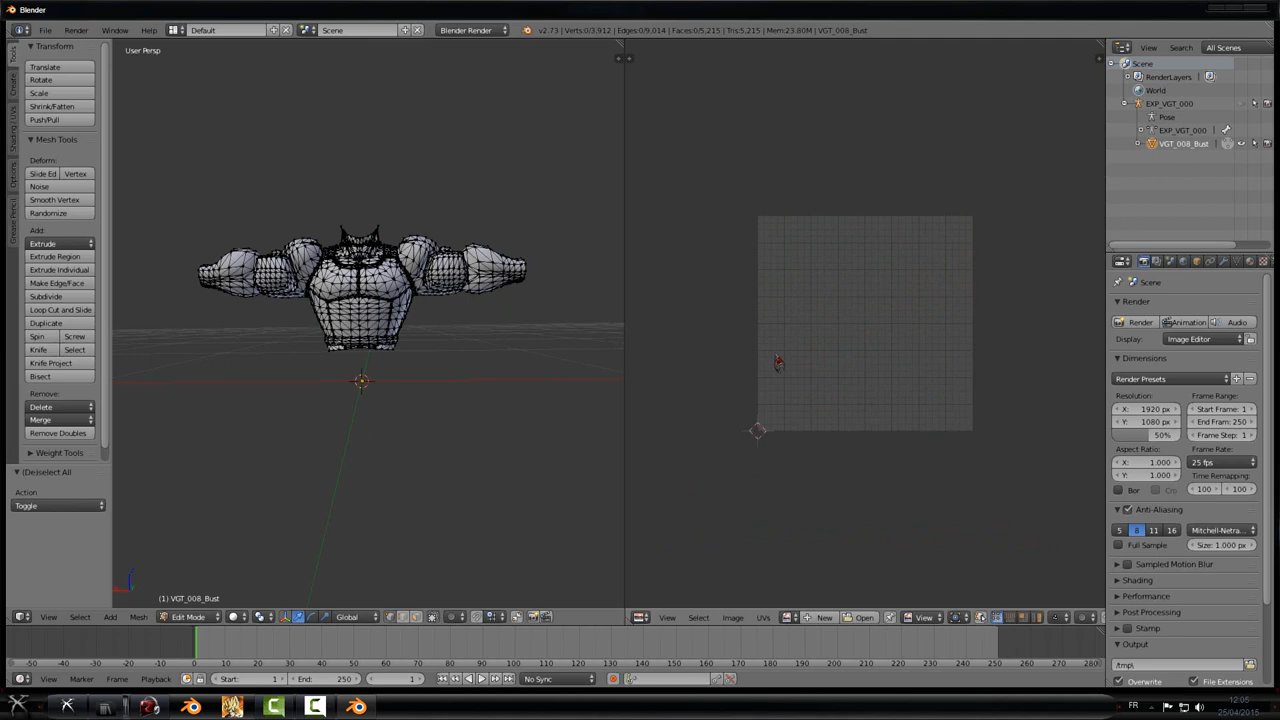 Blender
File Render Window Help Default Scene Blender Render v2.73 | Verts:0/3,912 | Edges:0/9,014 | Faces:0/5,215 | Tris:5,215 | Mem:23.80M | VGT_008_Bust
User Persp
(1) VGT_008_Bust
Tools
Create
Shading / UVs
Options
Grease Pencil
Transform
Translate
Rotate
Scale
Shrink/Fatten
Push/Pull
Mesh Tools
Deform:
Slide Ed Vertex
Noise
Smooth Vertex
Randomize
Add:
Extrude
Extrude Region
Extrude Individual
Make Edge/Face
Subdivide
Loop Cut and Slide
Duplicate
Spin Screw
Knife Select
Knife Project
Bisect
Remove:
Delete
Merge
Remove Doubles
Weight Tools
(De)select All
Action
Toggle
View Select Add Mesh Edit Mode Global
View Select Image UVs New Open View
View Search All Scenes
Scene
RenderLayers
World
EXP_VGT_000
Pose
EXP_VGT_000
VGT_008_Bust
Scene
Render
Render Animation Audio
Display: Image Editor
Dimensions
Render Presets
Resolution: Frame Range:
X: 1920 px Start Frame: 1
Y: 1080 px End Fram: 250
50% Frame Step: 1
Aspect Ratio: Frame Rate:
X: 1.000 25 fps
Y: 1.000 Time Remapping:
Bor Cro 100 100
Anti-Aliasing
5 8 11 16 Mitchell-Netra...
Full Sample Size: 1.000 px
Sampled Motion Blur
Shading
Performance
Post Processing
Stamp
Output
/tmp\
Overwrite File Extensions
-50 -40 -30 -20 -10 0 10 20 30 40 50 60 70 80 90 100 110 120 130 140 150 160 170 180 190 200 210 220 230 240 250 260 270 280
View Marker Frame Playback Start: 1 End: 250 1 No Sync
FR 12:05
25/04/2015